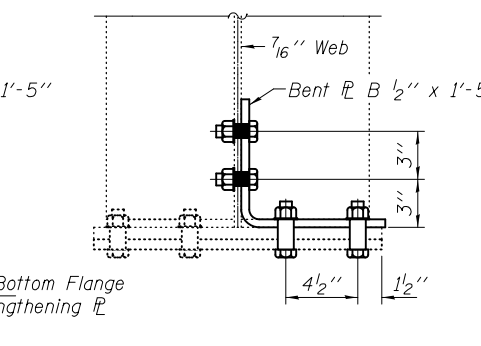 7/16" Web
1'-5"
Bent ⅊ B 1/2" x 1'-5
3"
3"
Bottom Flange
ngthening ⅊
4 1/2"
1 1/2"